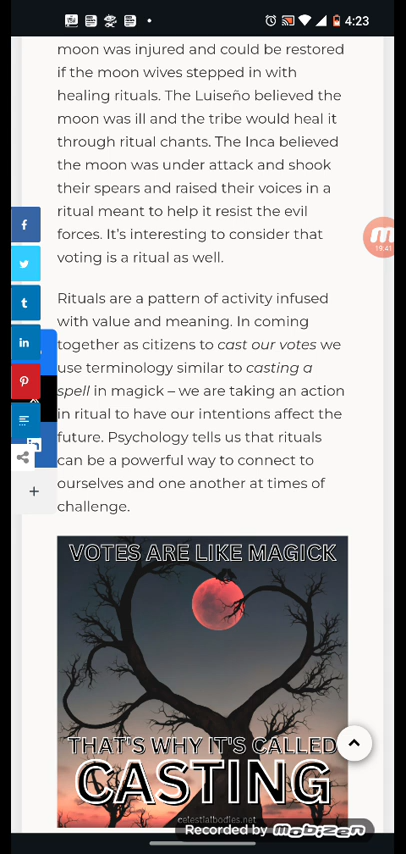 4:23
moon was injured and could be restored
if the moon wives stepped in with
healing rituals. The Luiseño believed the
moon was ill and the tribe would heal it
through ritual chants. The Inca believed
the moon was under attack and shook
their spears and raised their voices in a
ritual meant to help it resist the evil
forces. It's interesting to consider that
voting is a ritual as well.
19:41
Rituals are a pattern of activity infused
with value and meaning. In coming
together as citizens to cast our votes we
use terminology similar to casting a
spell in magick – we are taking an action
in ritual to have our intentions affect the
future. Psychology tells us that rituals
can be a powerful way to connect to
ourselves and one another at times of
challenge.
VOTES ARE LIKE MAGICK
THAT'S WHY IT'S CALLED
CASTING
celestialbodies.net
Recorded by mobizen